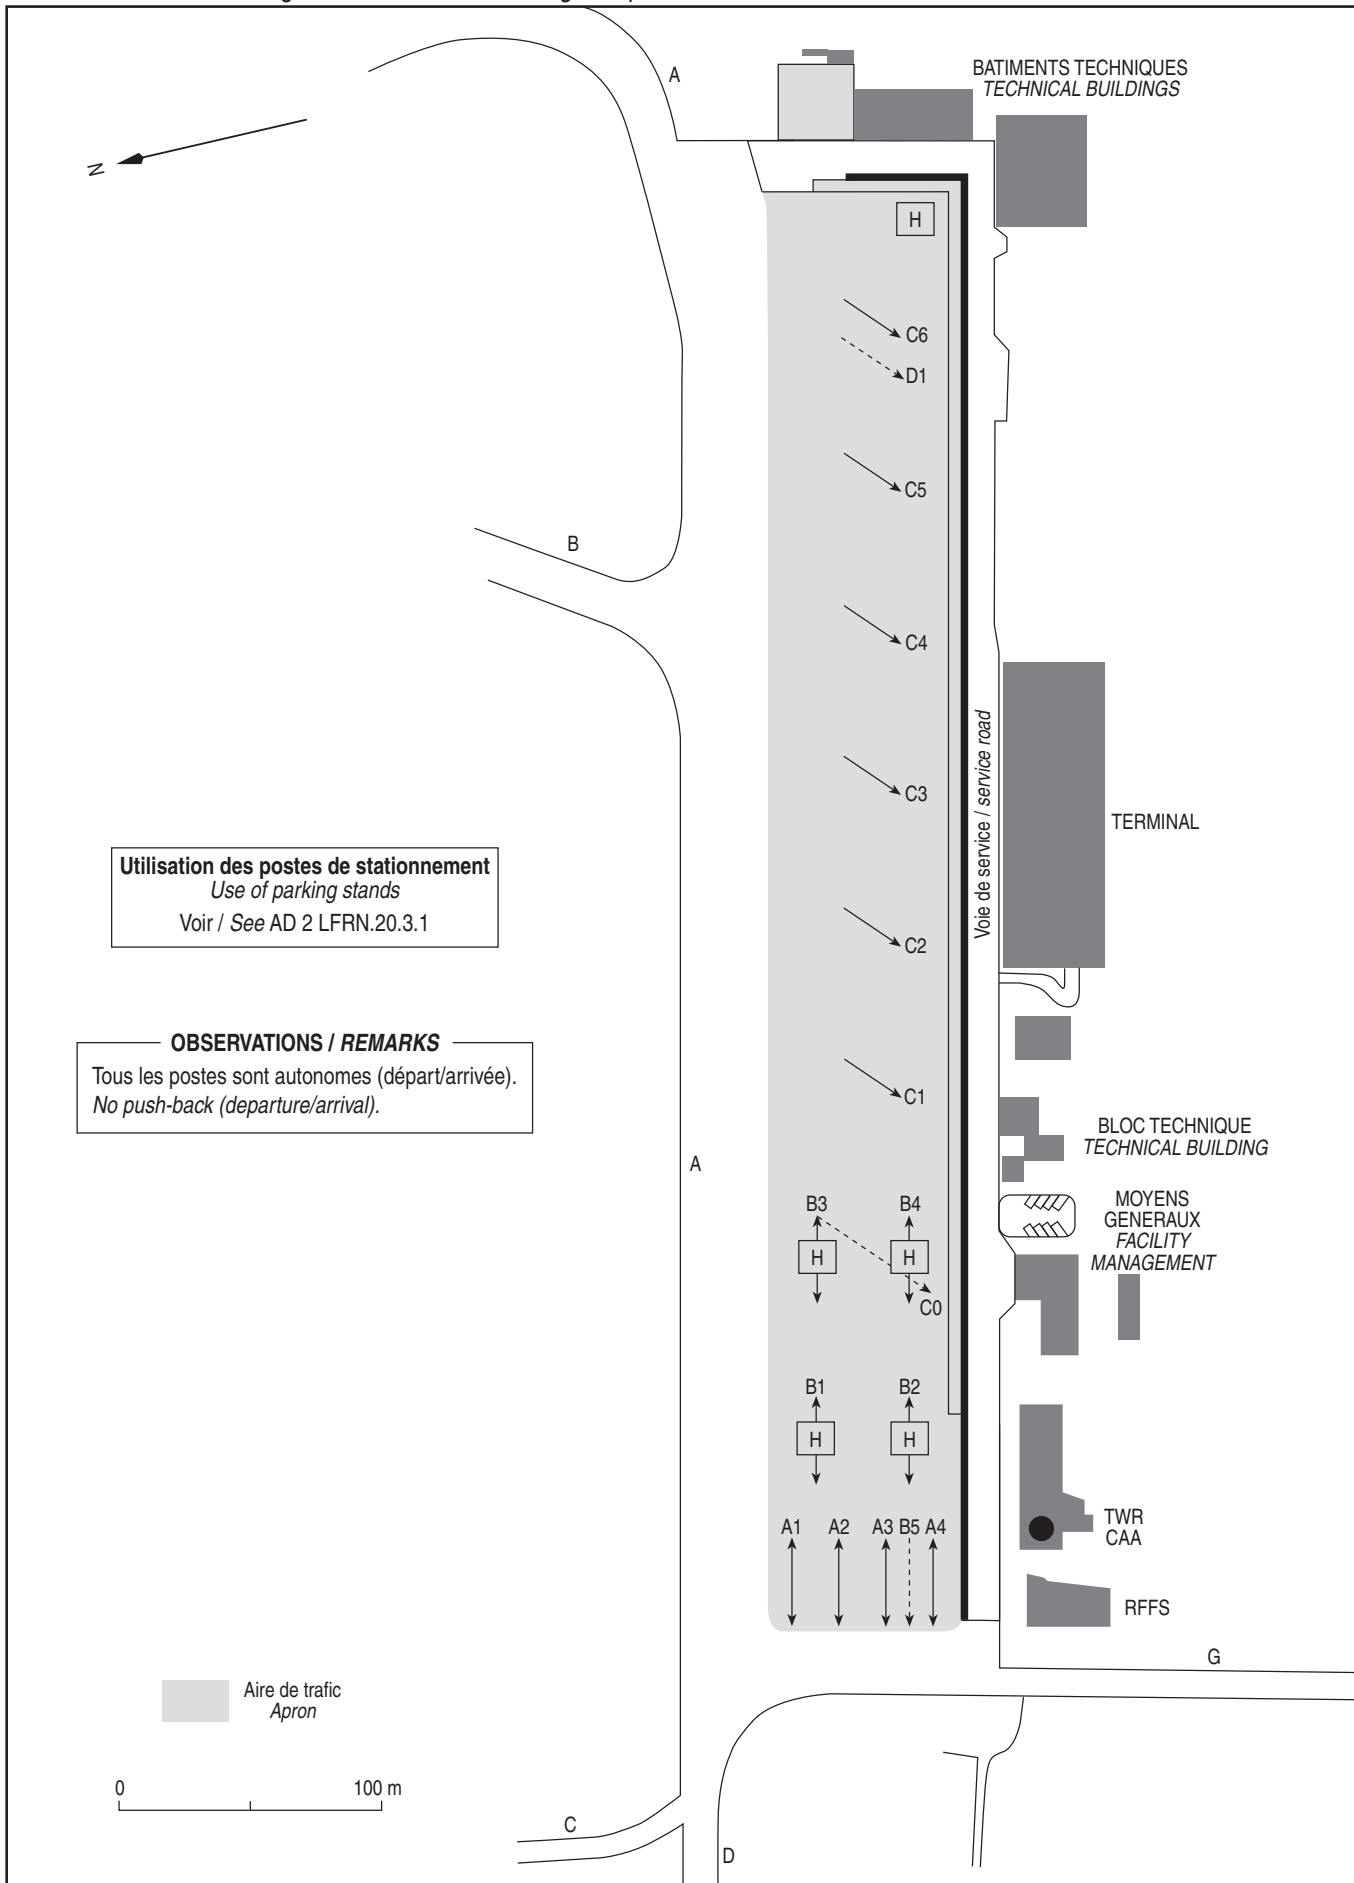 A
BATIMENTS TECHNIQUES
TECHNICAL BUILDINGS
N
H
C6
D1
C5
B
C4
C3
Voie de service / service road
TERMINAL
Utilisation des postes de stationnement
Use of parking stands
Voir / See AD 2 LFRN.20.3.1
C2
OBSERVATIONS / REMARKS
Tous les postes sont autonomes (départ/arrivée).
No push-back (departure/arrival).
C1
BLOC TECHNIQUE
TECHNICAL BUILDING
A
B3 B4
MOYENS
GENERAUX
FACILITY
MANAGEMENT
H H
C0
B1 B2
H H
A1 A2 A3 B5 A4
TWR
CAA
RFFS
G
Aire de trafic
Apron
0 100 m
C
D